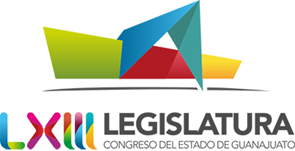 LXIII LEGISLATURA
CONGRESO DEL ESTADO DE GUANAJUATO